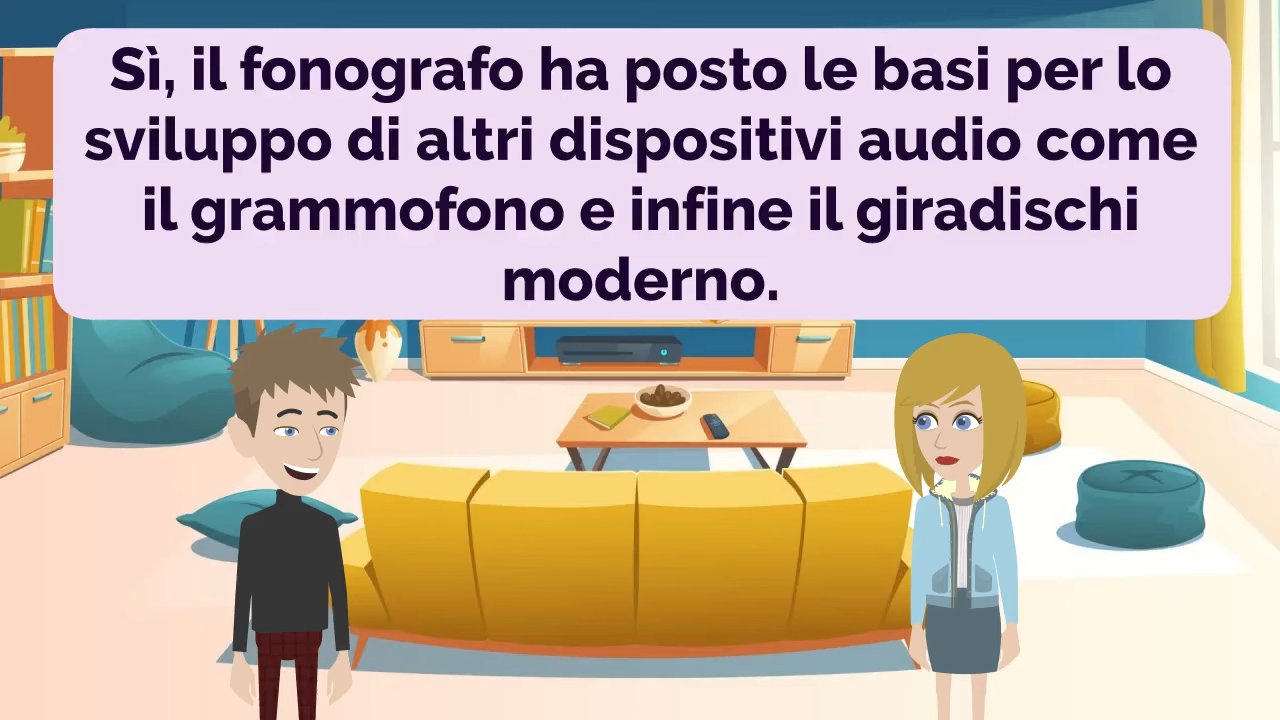 Sì, il fonografo ha posto le basi per lo
sviluppo di altri dispositivi audio come
il grammofono e infine il giradischi
moderno.